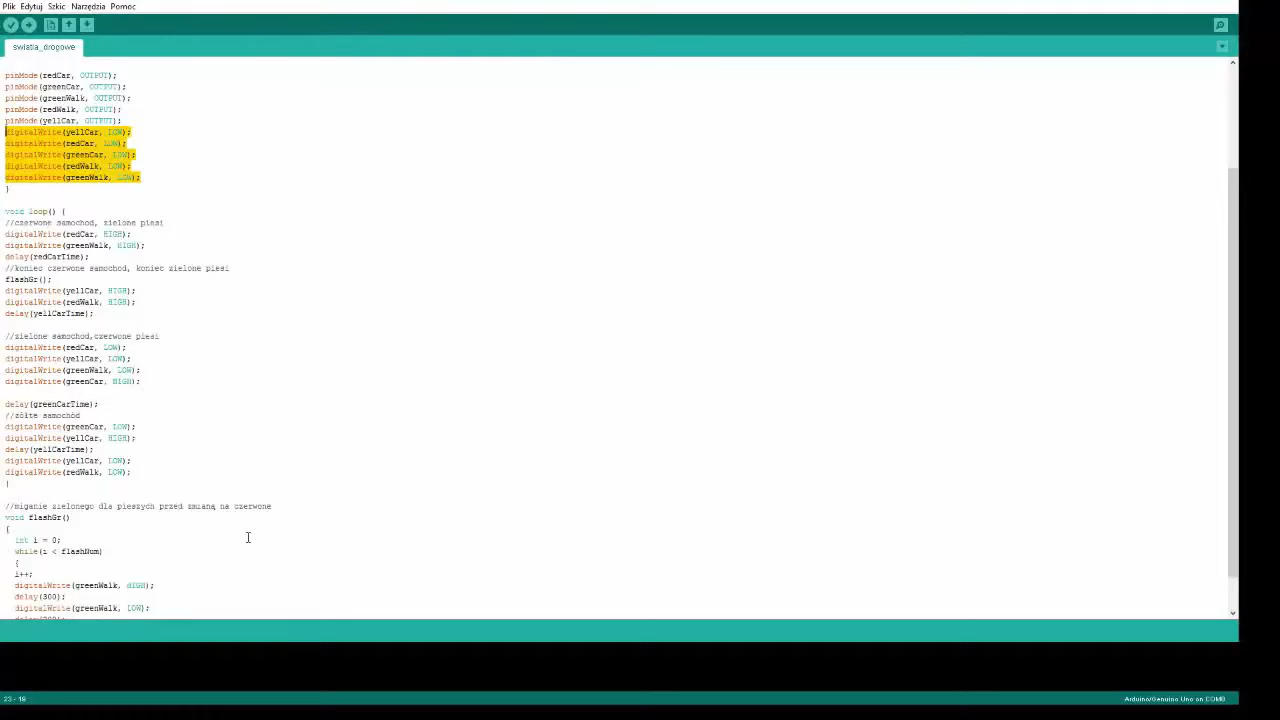 Plik Edytuj Szkic Narzędzia Pomoc
swiatla_drogowe
pinMode(redCar, OUTPUT);
pinMode(greenCar, OUTPUT);
pinMode(greenWalk, OUTPUT);
pinMode(redWalk, OUTPUT);
pinMode(yellCar, OUTPUT);
digitalWrite(yellCar, LOW);
digitalWrite(redCar, LOW);
digitalWrite(greenCar, LOW);
digitalWrite(redWalk, LOW);
digitalWrite(greenWalk, LOW);
}
void loop() {
//czerwone samochod, zielone piesi
digitalWrite(redCar, HIGH);
digitalWrite(greenWalk, HIGH);
delay(redCarTime);
//koniec czerwone samochod, koniec zielone piesi
flashGr();
digitalWrite(yellCar, HIGH);
digitalWrite(redWalk, HIGH);
delay(yellCarTime);
//zielone samochod,czerwone piesi
digitalWrite(redCar, LOW);
digitalWrite(yellCar, LOW);
digitalWrite(greenWalk, LOW);
digitalWrite(greenCar, HIGH);
delay(greenCarTime);
//żółte samochód
digitalWrite(greenCar, LOW);
digitalWrite(yellCar, HIGH);
delay(yellCarTime);
digitalWrite(yellCar, LOW);
digitalWrite(redWalk, LOW);
}
//miganie zielonego dla pieszych przed zmianą na czerwone
void flashGr()
{
int i = 0;
while(i < flashNum)
{
i++;
digitalWrite(greenWalk, HIGH);
delay(300);
digitalWrite(greenWalk, LOW);
23 - 18
Arduino/Genuino Uno on COM8